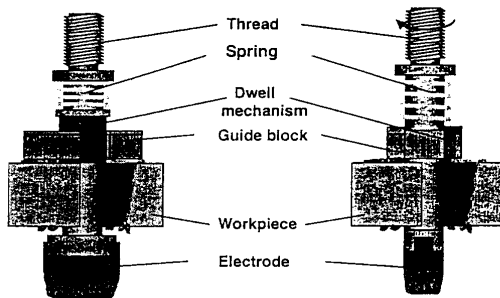 Thread
Spring
Dwell
mechanism
Guide block
Workpiece
Electrode